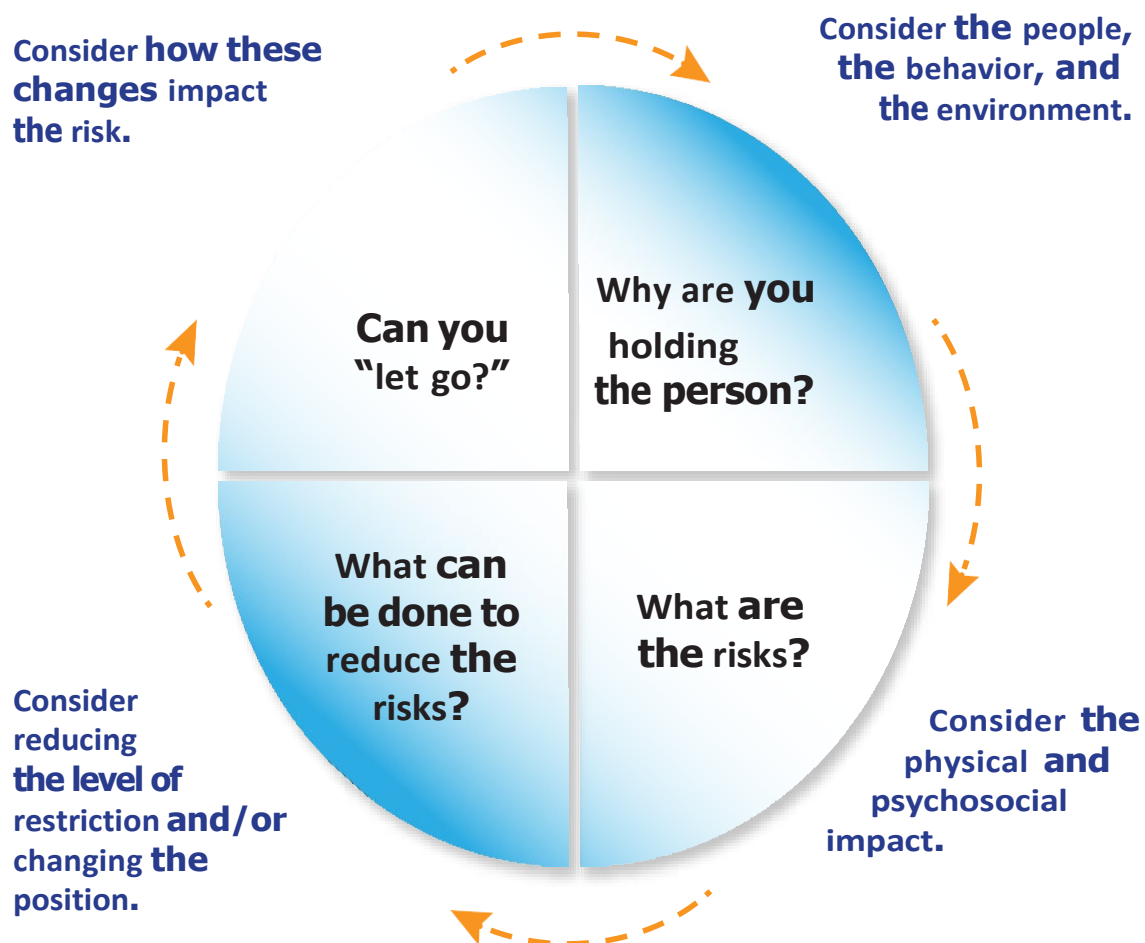 Consider how these
changes impact
the risk.
Consider the people,
the behavior, and
the environment.
Can you
“let go?”
Why are you
holding
the person?
What can
be done to
reduce the
risks?
What are
the risks?
Consider
reducing
the level of
restriction and/or
changing the
position.
Consider the
physical and
psychosocial
impact.